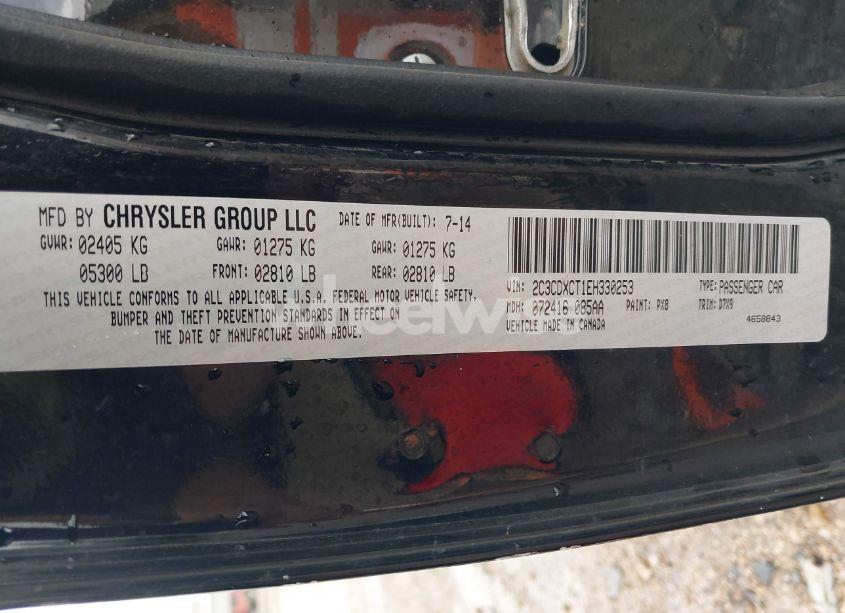 MFD BY CHRYSLER GROUP LLC DATE OF MFR(BUILT): 7-14
GVWR: 02405 KG GAWR: 01275 KG GAWR: 01275 KG
05300 LB FRONT: 02810 LB REAR: 02810 LB
THIS VEHICLE CONFORMS TO ALL APPLICABLE U.S.A. FEDERAL MOTOR VEHICLE SAFETY,
BUMPER AND THEFT PREVENTION STANDARDS IN EFFECT ON
THE DATE OF MANUFACTURE SHOWN ABOVE.
VIN: 2C3CDXCT1EH330253 TYPE: PASSENGER CAR
MDH: 072416 085AA PAINT: PX8 TRIM: D7X9
VEHICLE MADE IN CANADA 4658843